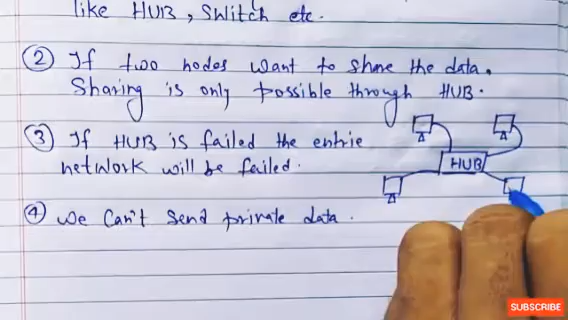 like HUB, Switch etc.
② If two nodes want to share the data.
Sharing is only possible through HUB.
③ If HUB is failed the entrie
network will be failed.
HUB
④ We can't send private data.
SUBSCRIBE